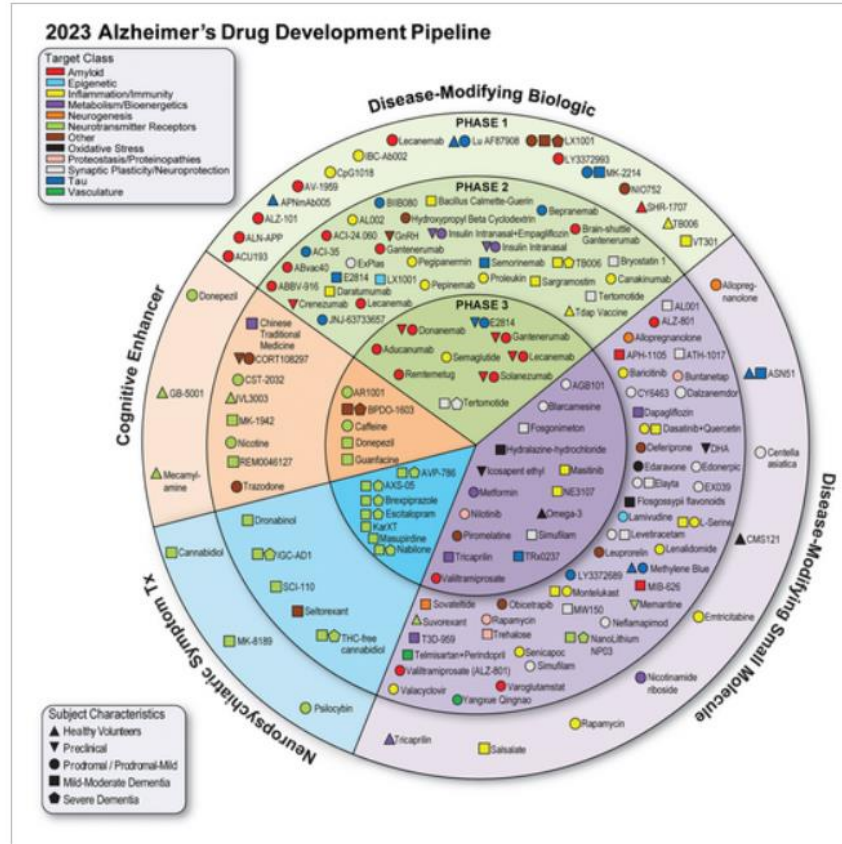 2023 Alzheimer's Drug Development Pipeline
Target Class
Amyloid
Epigenetic
Inflammation/Immunity
Metabolism/Bioenergetics
Neurogenesis
Neurotransmitter Receptors
Other
Oxidative Stress
Proteostasis/Proteinopathies
Synaptic Plasticity/Neuroprotection
Tau
Vasculature
Disease-Modifying Biologic
PHASE 1
Lecanemab
Lu AF87908
LX1001
IBC-Ab002
LY3372993
CpG1018
MK-2214
AV-1959
NIO752
APNmAb005
SHR-1707
ALZ-101
TB006
ALN-APP
VT301
ACU193
PHASE 2
BIIB080
Bacillus Calmette-Guerin
Bepranemab
AL002
Hydroxypropyl Beta Cyclodextrin
ACI-24.060
GnRH
Insulin Intranasal+Empagliflozin
Brain-shuttle
Gantenerumab
ACI-35
Gantenerumab
Insulin Intranasal
ABvac40
ExPlas
Pegipanermin
Semorinemab
TB006
Bryostatin 1
ABBV-916
E2814
LX1001
Daratumumab
Pepinemab
Proleukin
Sargramostim
Canakinumab
Crenezumab
Lecanemab
Tertomotide
JNJ-63733657
Tdap Vaccine
PHASE 3
Donanemab
E2814
Gantenerumab
Aducanumab
Semaglutide
Lecanemab
Remternetug
Solanezumab
Tertomotide
Cognitive Enhancer
Donepezil
GB-5001
Mecamyl-
amine
Chinese
Traditional
Medicine
CORT108297
CST-2032
IVL3003
MK-1942
Nicotine
REM0046127
Trazodone
AR1001
BPDO-1603
Caffeine
Donepezil
Guanfacine
Neuropsychiatric Symptom Tx
Cannabidiol
MK-8189
Psilocybin
Dronabinol
IGC-AD1
SCI-110
Seltorexant
THC-free
cannabidiol
AVP-786
AXS-05
Brexpiprazole
Escitalopram
KarXT
Masupirdine
Nabilone
Disease-Modifying Small Molecule
AGB101
Blarcamesine
Fosgonimeton
Hydralazine-hydrochloride
Icosapent ethyl
Masitinib
Metformin
NE3107
Nilotinib
Omega-3
Piromelatine
Simufilam
Tricaprilin
TRx0237
Valiltramiprosate
AL001
ALZ-801
Allopregnanolone
APH-1105
ATH-1017
Baricitinib
Buntanetap
CY6463
Dalzanemdor
Dapagliflozin
Dasatinib+Quercetin
Deferiprone
DHA
Edaravone
Edonerpic
Elayta
EX039
Flosgossypii flavonoids
Lamivudine
L-Serine
Levetiracetam
Leuprorelin
Lenalidomide
LY3372689
Methylene Blue
Montelukast
MIB-626
MW150
Memantine
Neflamapimod
NanoLithium
NP03
Sovateltide
Obicetrapib
Suvorexant
Rapamycin
T3D-959
Trehalose
Telmisartan+Perindopril
Senicapoc
Simufilam
Valiltramiprosate (ALZ-801)
Valacyclovir
Varoglutamstat
Yangxue Qingnao
Allopreg-
nanolone
ASN51
Centella
asiatica
CMS121
Emtricitabine
Nicotinamide
riboside
Rapamycin
Salsalate
Tricaprilin
Subject Characteristics
Healthy Volunteers
Preclinical
Prodromal / Prodromal-Mild
Mild-Moderate Dementia
Severe Dementia